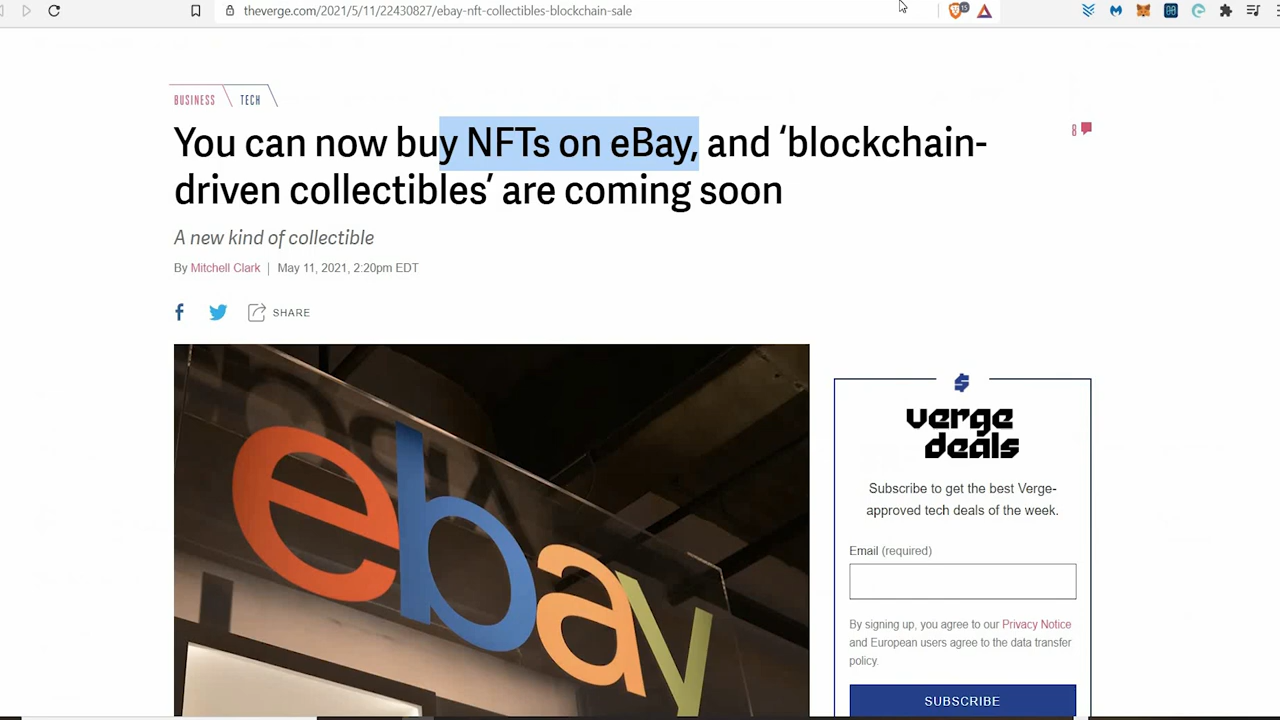 theverge.com/2021/5/11/22430827/ebay-nft-collectibles-blockchain-sale
15
BUSINESS TECH
You can now buy NFTs on eBay, and ‘blockchain-
driven collectibles’ are coming soon
8
A new kind of collectible
By Mitchell Clark | May 11, 2021, 2:20pm EDT
SHARE
ebay
verge
deals
Subscribe to get the best Verge-
approved tech deals of the week.
Email (required)
By signing up, you agree to our Privacy Notice
and European users agree to the data transfer
policy.
SUBSCRIBE